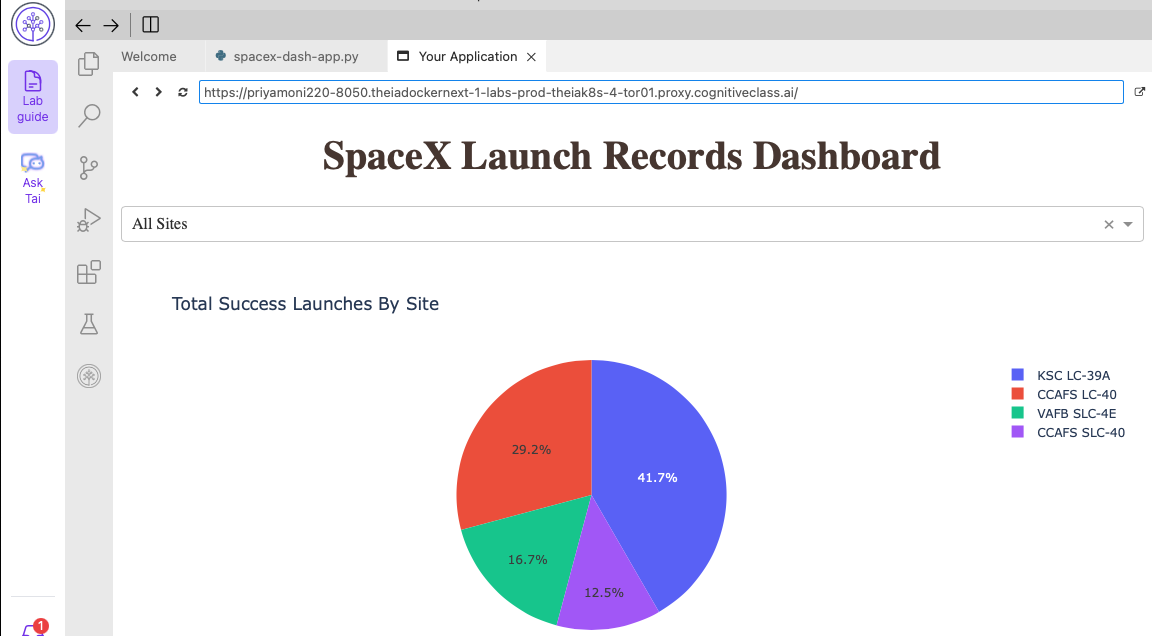 Lab
guide
Ask
Tai
1
Welcome
spacex-dash-app.py
Your Application
https://priyamoni220-8050.theiadockernext-1-labs-prod-theiak8s-4-tor01.proxy.cognitiveclass.ai/
SpaceX Launch Records Dashboard
All Sites
Total Success Launches By Site
KSC LC-39A
CCAFS LC-40
VAFB SLC-4E
CCAFS SLC-40
29.2%
41.7%
16.7%
12.5%